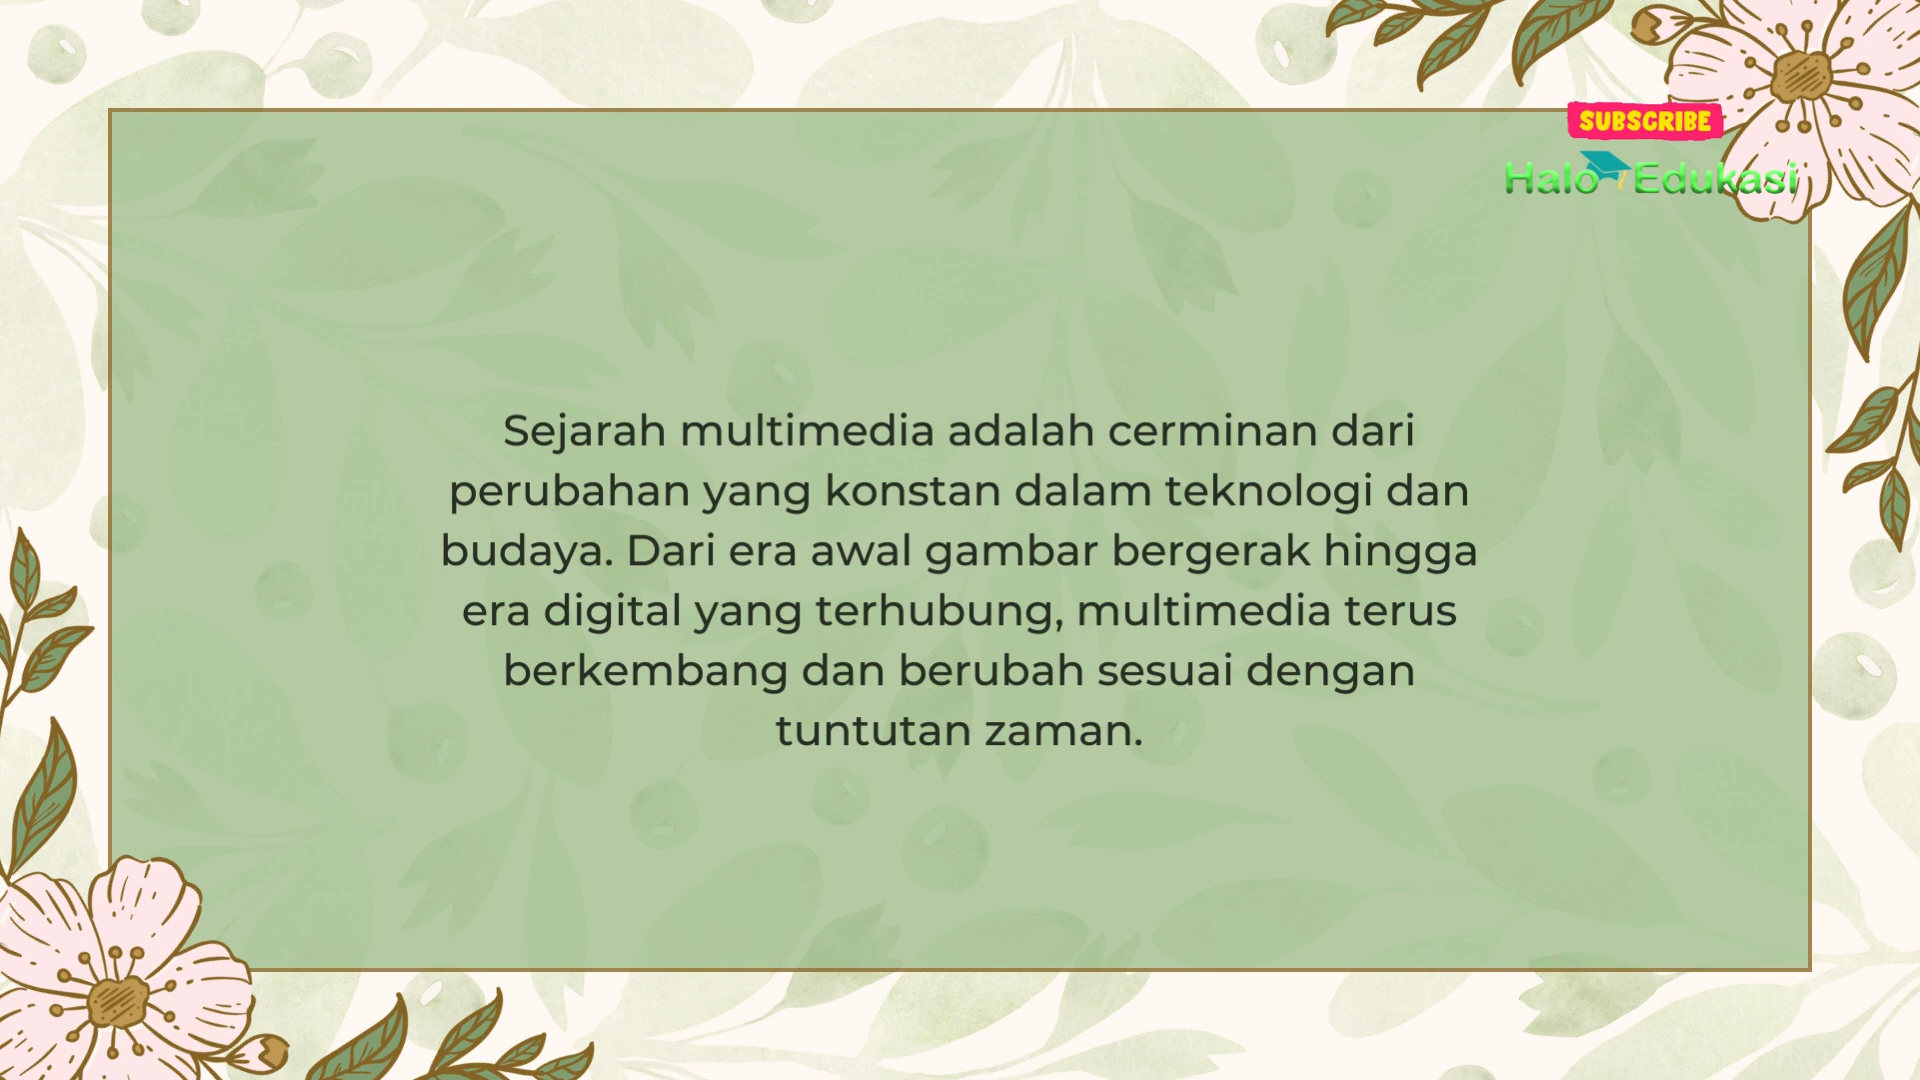 SUBSCRIBE
Halo Edukasi
Sejarah multimedia adalah cerminan dari
perubahan yang konstan dalam teknologi dan
budaya. Dari era awal gambar bergerak hingga
era digital yang terhubung, multimedia terus
berkembang dan berubah sesuai dengan
tuntutan zaman.